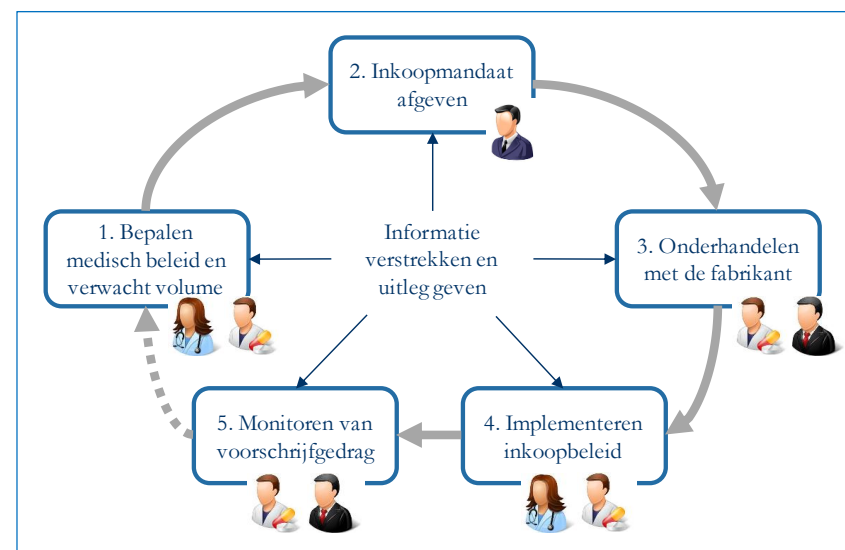 2. Inkoopmandaat
afgeven
1. Bepalen
medisch beleid en
verwacht volume
Informatie
verstrekken en
uitleg geven
3. Onderhandelen
met de fabrikant
5. Monitoren van
voorschrijfgedrag
4. Implementeren
inkoopbeleid